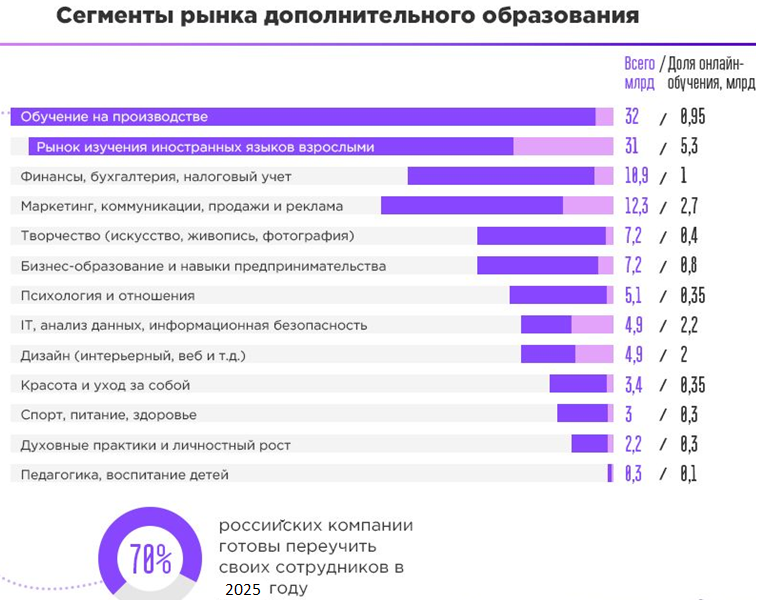 Сегменты рынка дополнительного образования
Всего / Доля онлайн-
млрд обучения, млрд
Обучение на производстве 32 / 0,95
Рынок изучения иностранных языков взрослыми 31 / 5,3
Финансы, бухгалтерия, налоговый учет 10,9 / 1
Маркетинг, коммуникации, продажи и реклама 12,3 / 2,7
Творчество (искусство, живопись, фотография) 7,2 / 0,4
Бизнес-образование и навыки предпринимательства 7,2 / 0,8
Психология и отношения 5,1 / 0,35
IT, анализ данных, информационная безопасность 4,9 / 2,2
Дизайн (интерьерный, веб и т.д.) 4,9 / 2
Красота и уход за собой 3,4 / 0,35
Спорт, питание, здоровье 3 / 0,3
Духовные практики и личностный рост 2,2 / 0,3
Педагогика, воспитание детей 0,3 / 0,1
70%
российских компании
готовы переучить
своих сотрудников в
2025 году